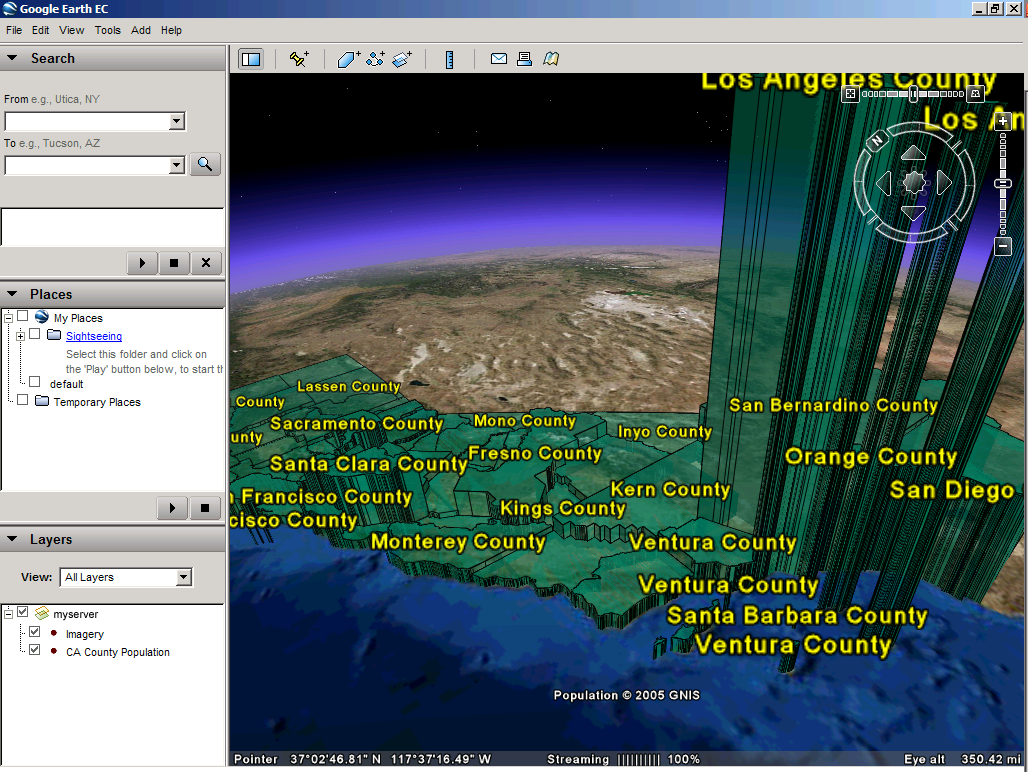 Google Earth EC
File Edit View Tools Add Help
Search
From e.g., Utica, NY
To e.g., Tucson, AZ
Places
My Places
Sightseeing
Select this folder and click on
the 'Play' button below, to start th
default
Temporary Places
Layers
View: All Layers
myserver
Imagery
CA County Population
Los Angeles County
Los An
N
Lassen County
County
San Bernardino County
Sacramento County
Mono County
Inyo County
unty
Fresno County
Orange County
Santa Clara County
Kern County
San Diego
n Francisco County
Kings County
cisco County
Monterey County
Ventura County
Ventura County
Santa Barbara County
Ventura County
Population © 2005 GNIS
Pointer 37°02'46.81" N 117°37'16.49" W Streaming |||||||||| 100% Eye alt 350.42 mi